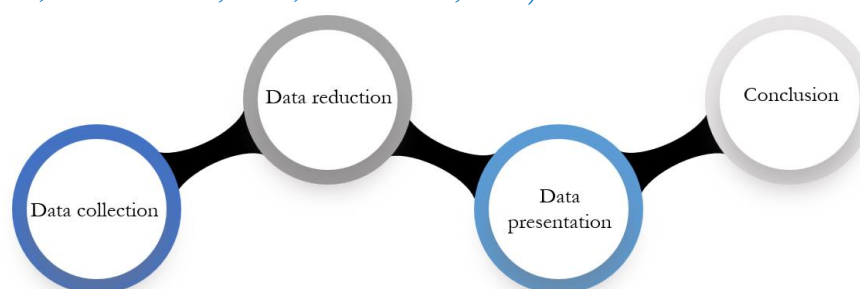 Data collection
Data reduction
Data
presentation
Conclusion